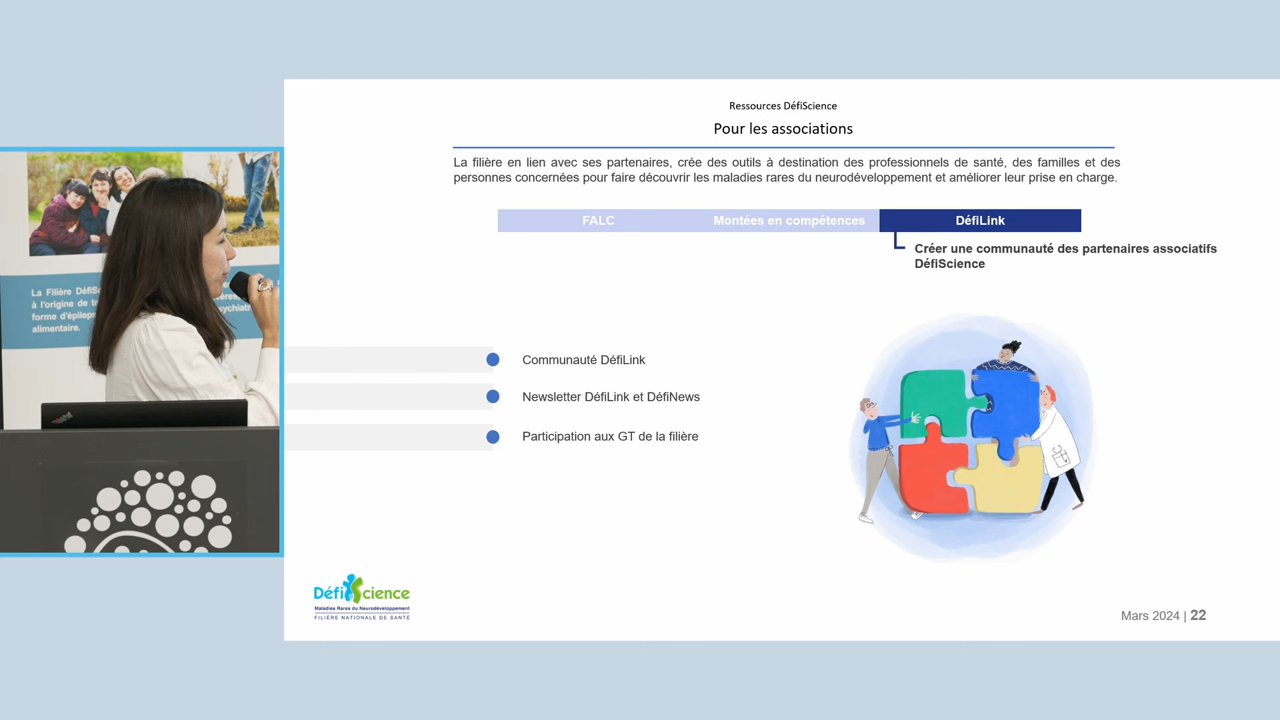 Ressources DéfiScience
Pour les associations
La filière en lien avec ses partenaires, crée des outils à destination des professionnels de santé, des familles et des
personnes concernées pour faire découvrir les maladies rares du neurodéveloppement et améliorer leur prise en charge.
FALC
Montées en compétences
DéfiLink
Créer une communauté des partenaires associatifs
DéfiScience
Communauté DéfiLink
Newsletter DéfiLink et DéfiNews
Participation aux GT de la filière
La Filière
à l'origine de
forme
alimentaire.
DéfiScience
Maladies Rares du Neurodéveloppement
FILIÈRE NATIONALE DE SANTÉ
Mars 2024 | 22